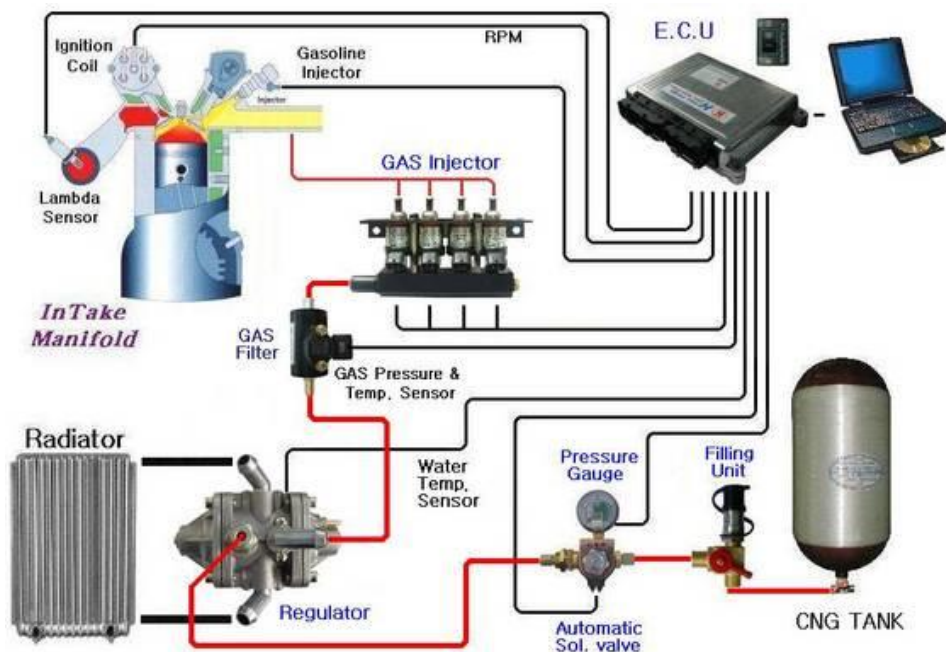 Ignition
Coil
RPM
E.C.U
Gasoline
Injector
Injector
GAS Injector
Lambda
Sensor
InTake
Manifold
GAS
Filter
GAS Pressure &
Temp, Sensor
Radiator
Water
Temp,
Sensor
Pressure
Gauge
Filling
Unit
Regulator
Automatic
Sol, valve
CNG TANK